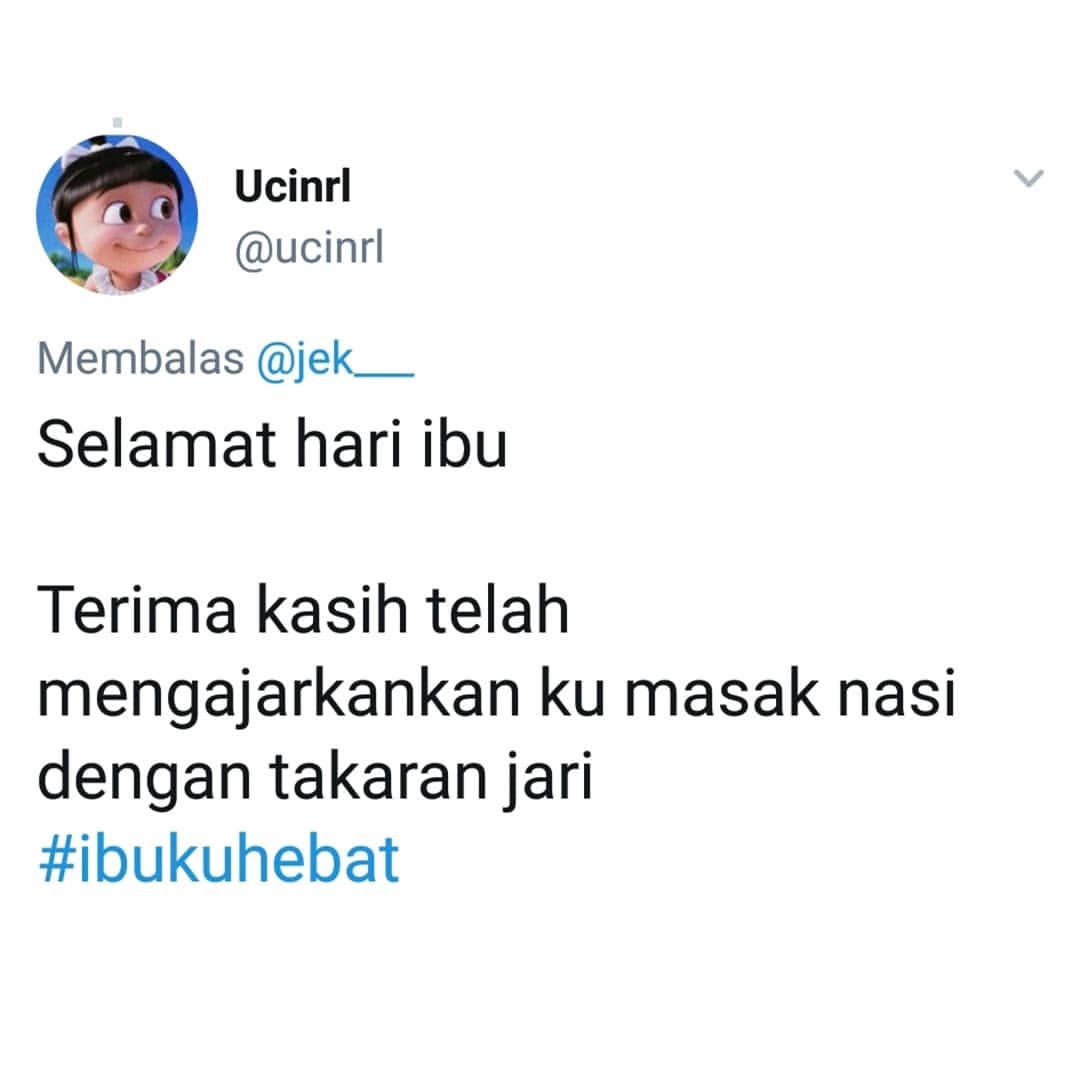 Ucinrl
@ucinrl
Membalas @jek___
Selamat hari ibu
Terima kasih telah
mengajarkankan ku masak nasi
dengan takaran jari
#ibukuhebat